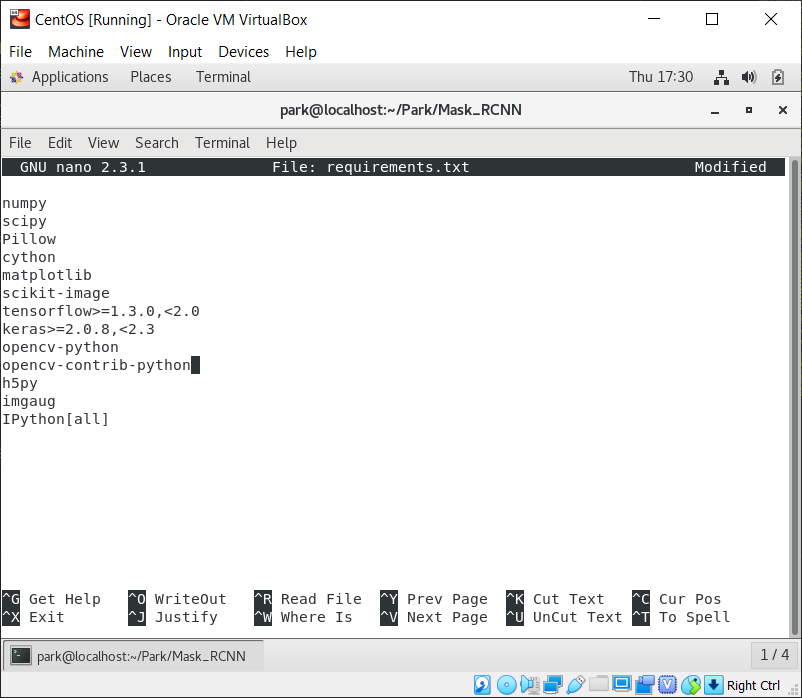 CentOS [Running] - Oracle VM VirtualBox
File Machine View Input Devices Help
Applications Places Terminal Thu 17:30
park@localhost:~/Park/Mask_RCNN
File Edit View Search Terminal Help
GNU nano 2.3.1 File: requirements.txt Modified
numpy
scipy
Pillow
cython
matplotlib
scikit-image
tensorflow>=1.3.0,<2.0
keras>=2.0.8,<2.3
opencv-python
opencv-contrib-python
h5py
imgaug
IPython[all]
^G Get Help ^O WriteOut ^R Read File ^Y Prev Page ^K Cut Text ^C Cur Pos
^X Exit ^J Justify ^W Where Is ^V Next Page ^U UnCut Text ^T To Spell
park@localhost:~/Park/Mask_RCNN 1 / 4
Right Ctrl